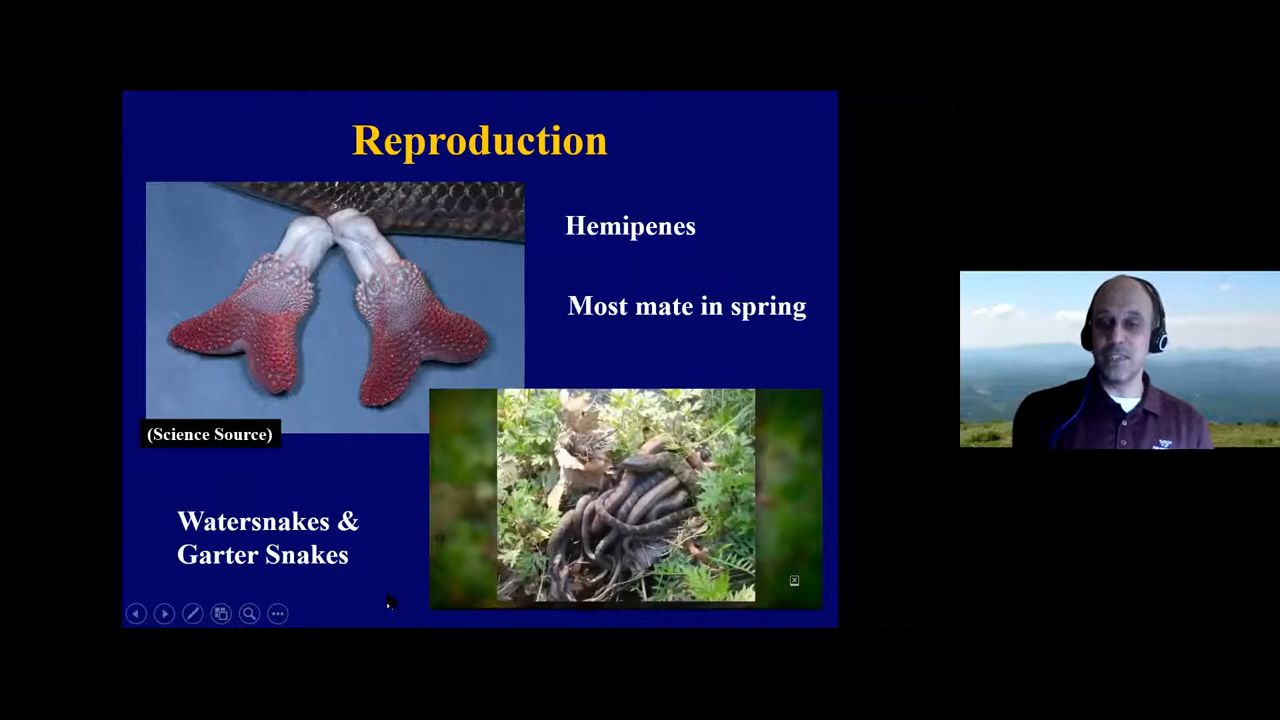 Reproduction
Hemipenes
Most mate in spring
(Science Source)
Watersnakes &
Garter Snakes